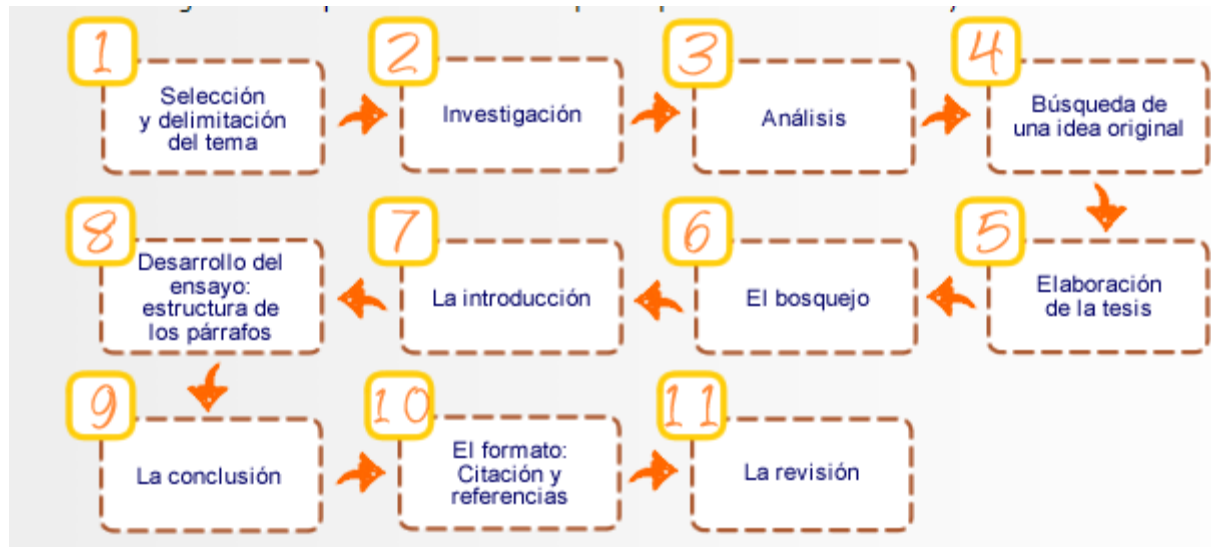 1
Selección
y delimitación
del tema
2
Investigación
3
Análisis
4
Búsqueda de
una idea original
5
Elaboración
de la tesis
6
El bosquejo
7
La introducción
8
Desarrollo del
ensayo:
estructura de
los párrafos
9
La conclusión
10
El formato:
Citación y
referencias
11
La revisión